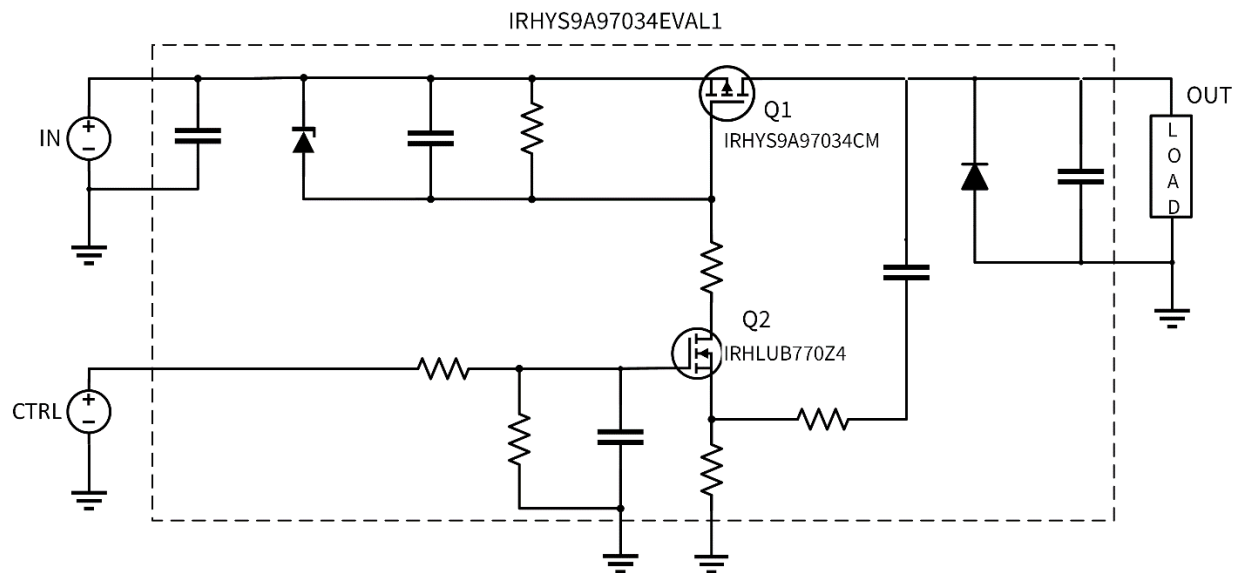 IRHYS9A97034EVAL1
IN
+
−
Q1
IRHYS9A97034CM
OUT
L
O
A
D
Q2
IRHLUB770Z4
CTRL
+
−